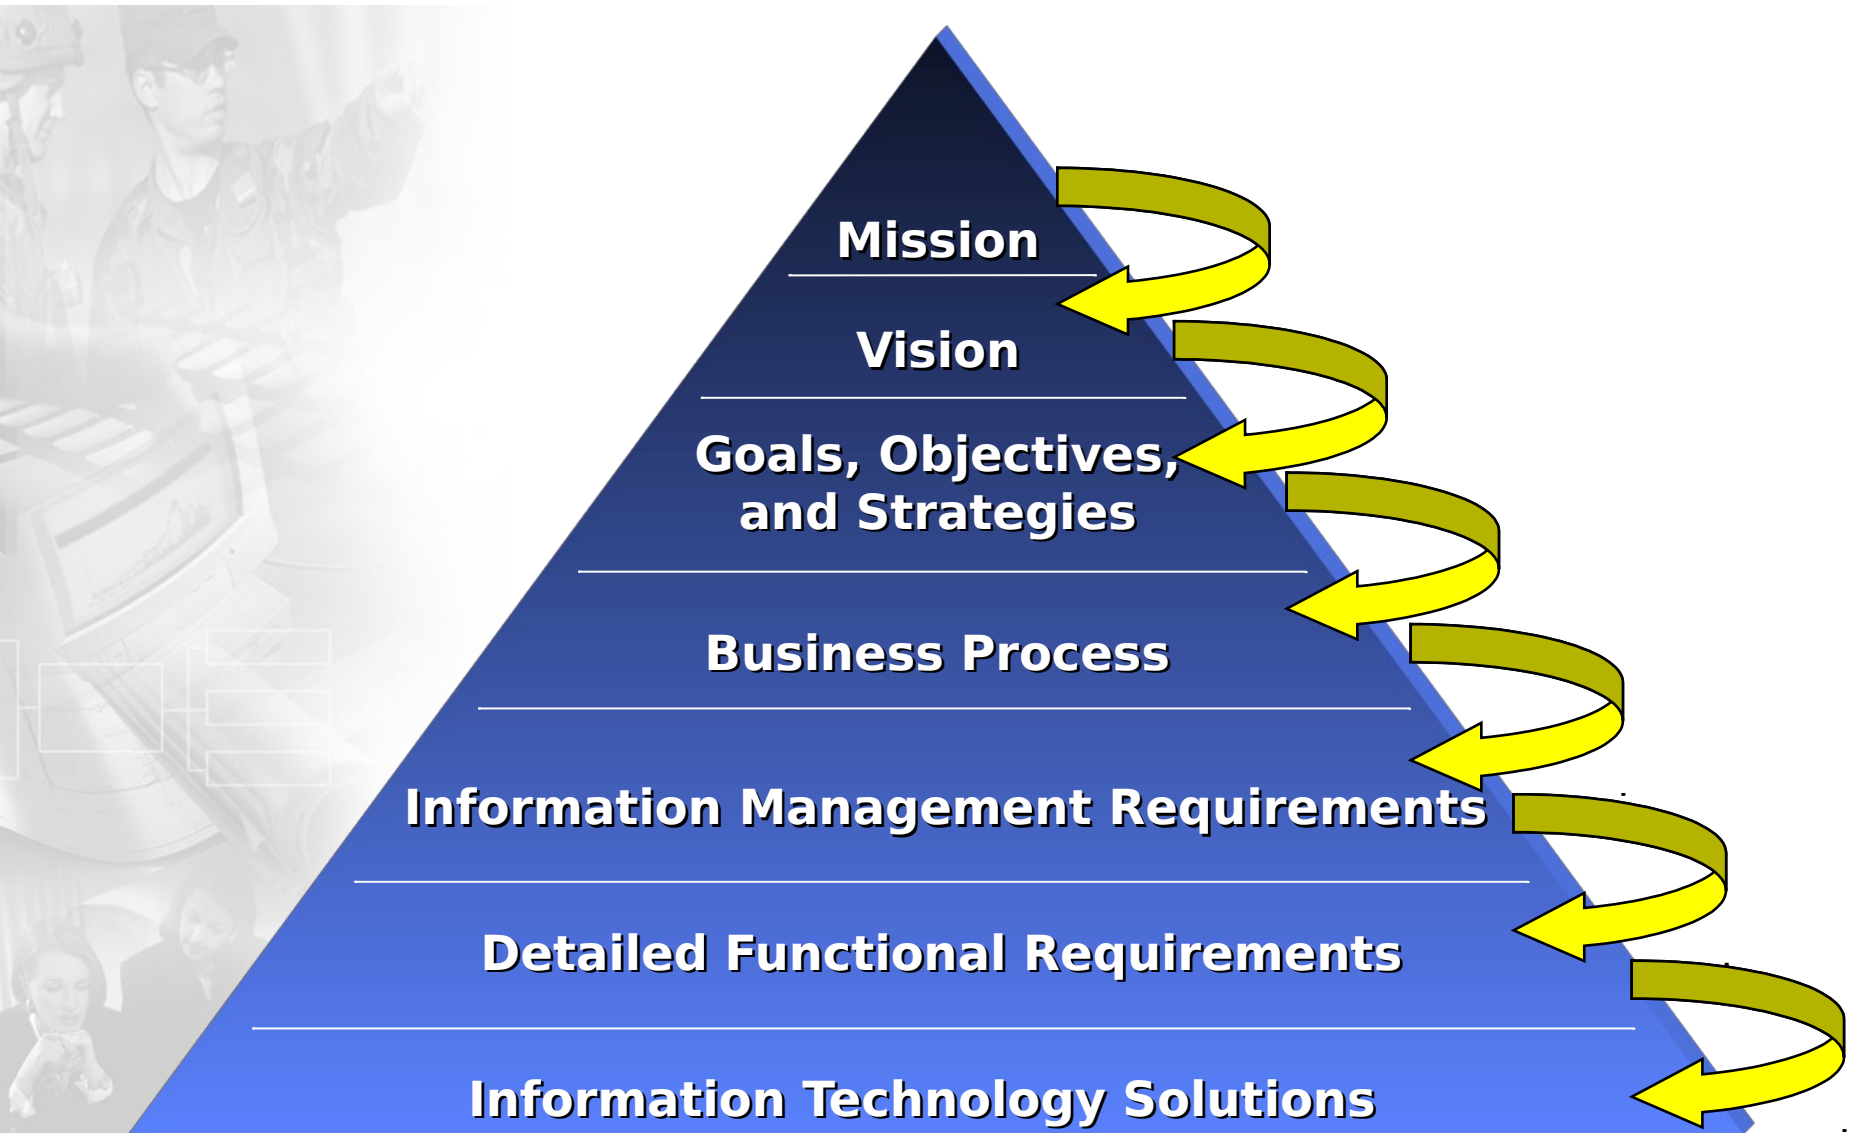 Mission
Vision
Goals, Objectives,
and Strategies
Business Process
Information Management Requirements
Detailed Functional Requirements
Information Technology Solutions